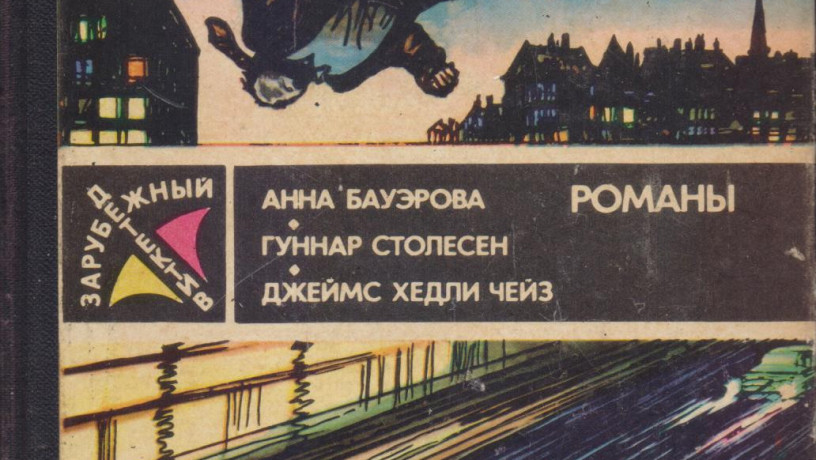 ЗАРУБЕЖНЫЙ
ДЕТЕКТИВ
АННА БАУЭРОВА
ГУННАР СТОЛЕСЕН
ДЖЕЙМС ХЕДЛИ ЧЕЙЗ
РОМАНЫ